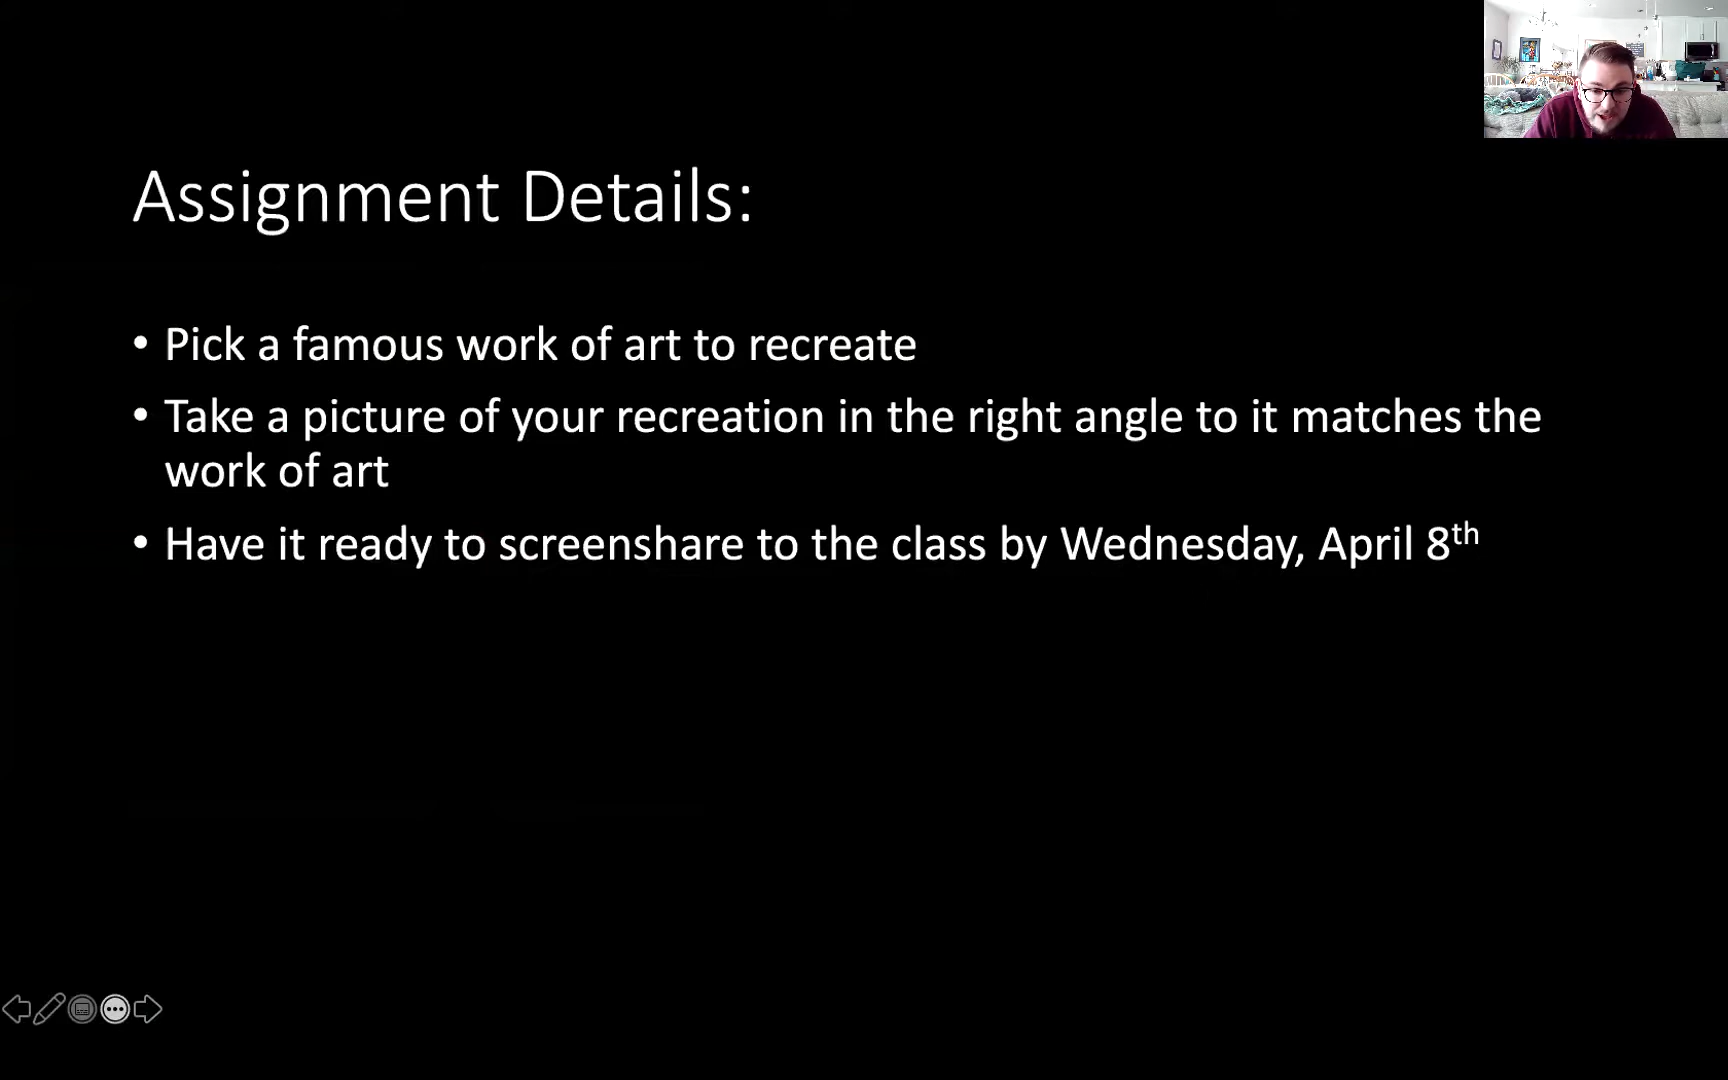 Assignment Details:
• Pick a famous work of art to recreate
• Take a picture of your recreation in the right angle to it matches the
work of art
• Have it ready to screenshare to the class by Wednesday, April 8th